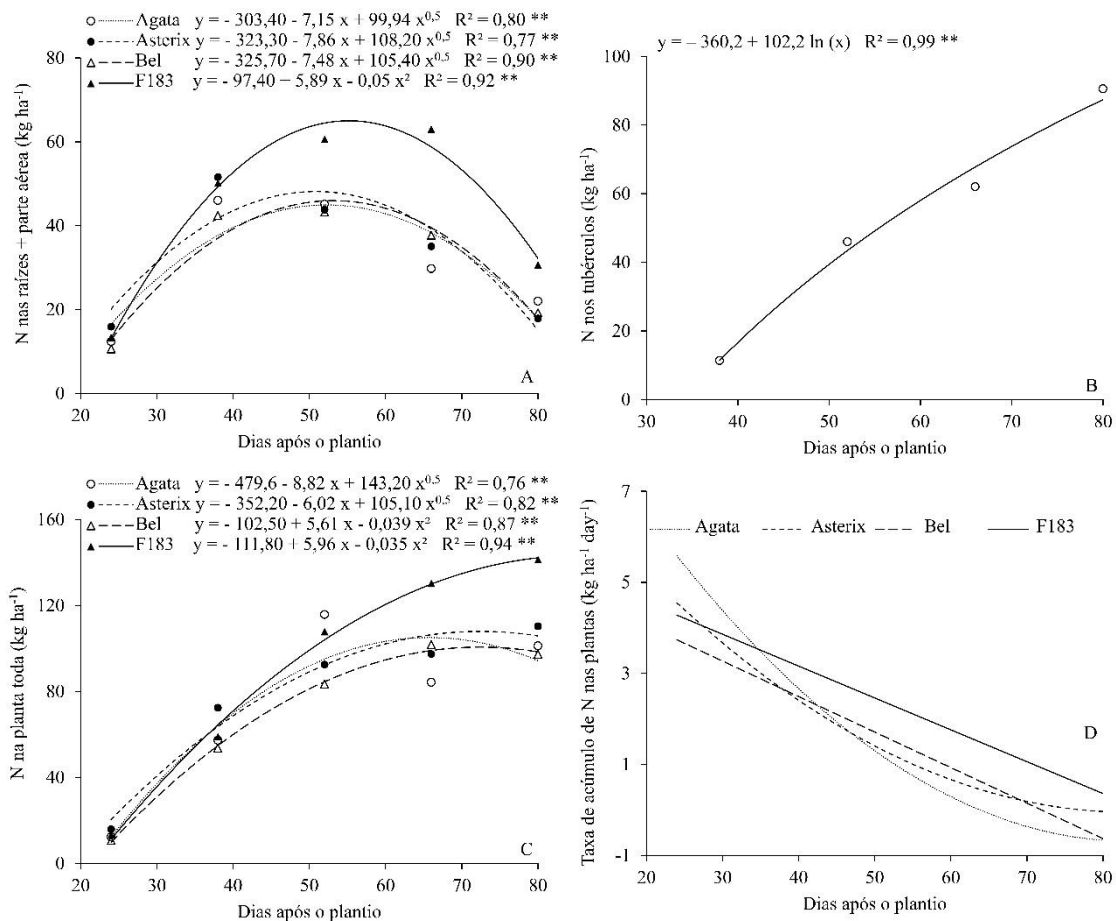 Agata y = - 303,40 - 7,15 x + 99,94 x^0,5 R² = 0,80 **
Asterix y = - 323,30 - 7,86 x + 108,20 x^0,5 R² = 0,77 **
Bel y = - 325,70 - 7,48 x + 105,40 x^0,5 R² = 0,90 **
F183 y = - 97,40 − 5,89 x - 0,05 x² R² = 0,92 **
80
60
40
20
0
N nas raízes + parte aérea (kg ha⁻¹)
A
20 30 40 50 60 70 80
Dias após o plantio
y = − 360,2 + 102,2 ln (x) R² = 0,99 **
100
80
60
40
20
0
N nos tubérculos (kg ha⁻¹)
B
30 40 50 60 70 80
Dias após o plantio
Agata y = - 479,6 - 8,82 x + 143,20 x^0,5 R² = 0,76 **
Asterix y = - 352,20 - 6,02 x + 105,10 x^0,5 R² = 0,82 **
Bel y = - 102,50 + 5,61 x - 0,039 x² R² = 0,87 **
F183 y = - 111,80 + 5,96 x - 0,035 x² R² = 0,94 **
160
120
80
40
0
N na planta toda (kg ha⁻¹)
C
20 30 40 50 60 70 80
Dias após o plantio
7
5
3
1
-1
Taxa de acúmulo de N nas plantas (kg ha⁻¹ day⁻¹)
Agata Asterix Bel F183
D
20 30 40 50 60 70 80
Dias após o plantio